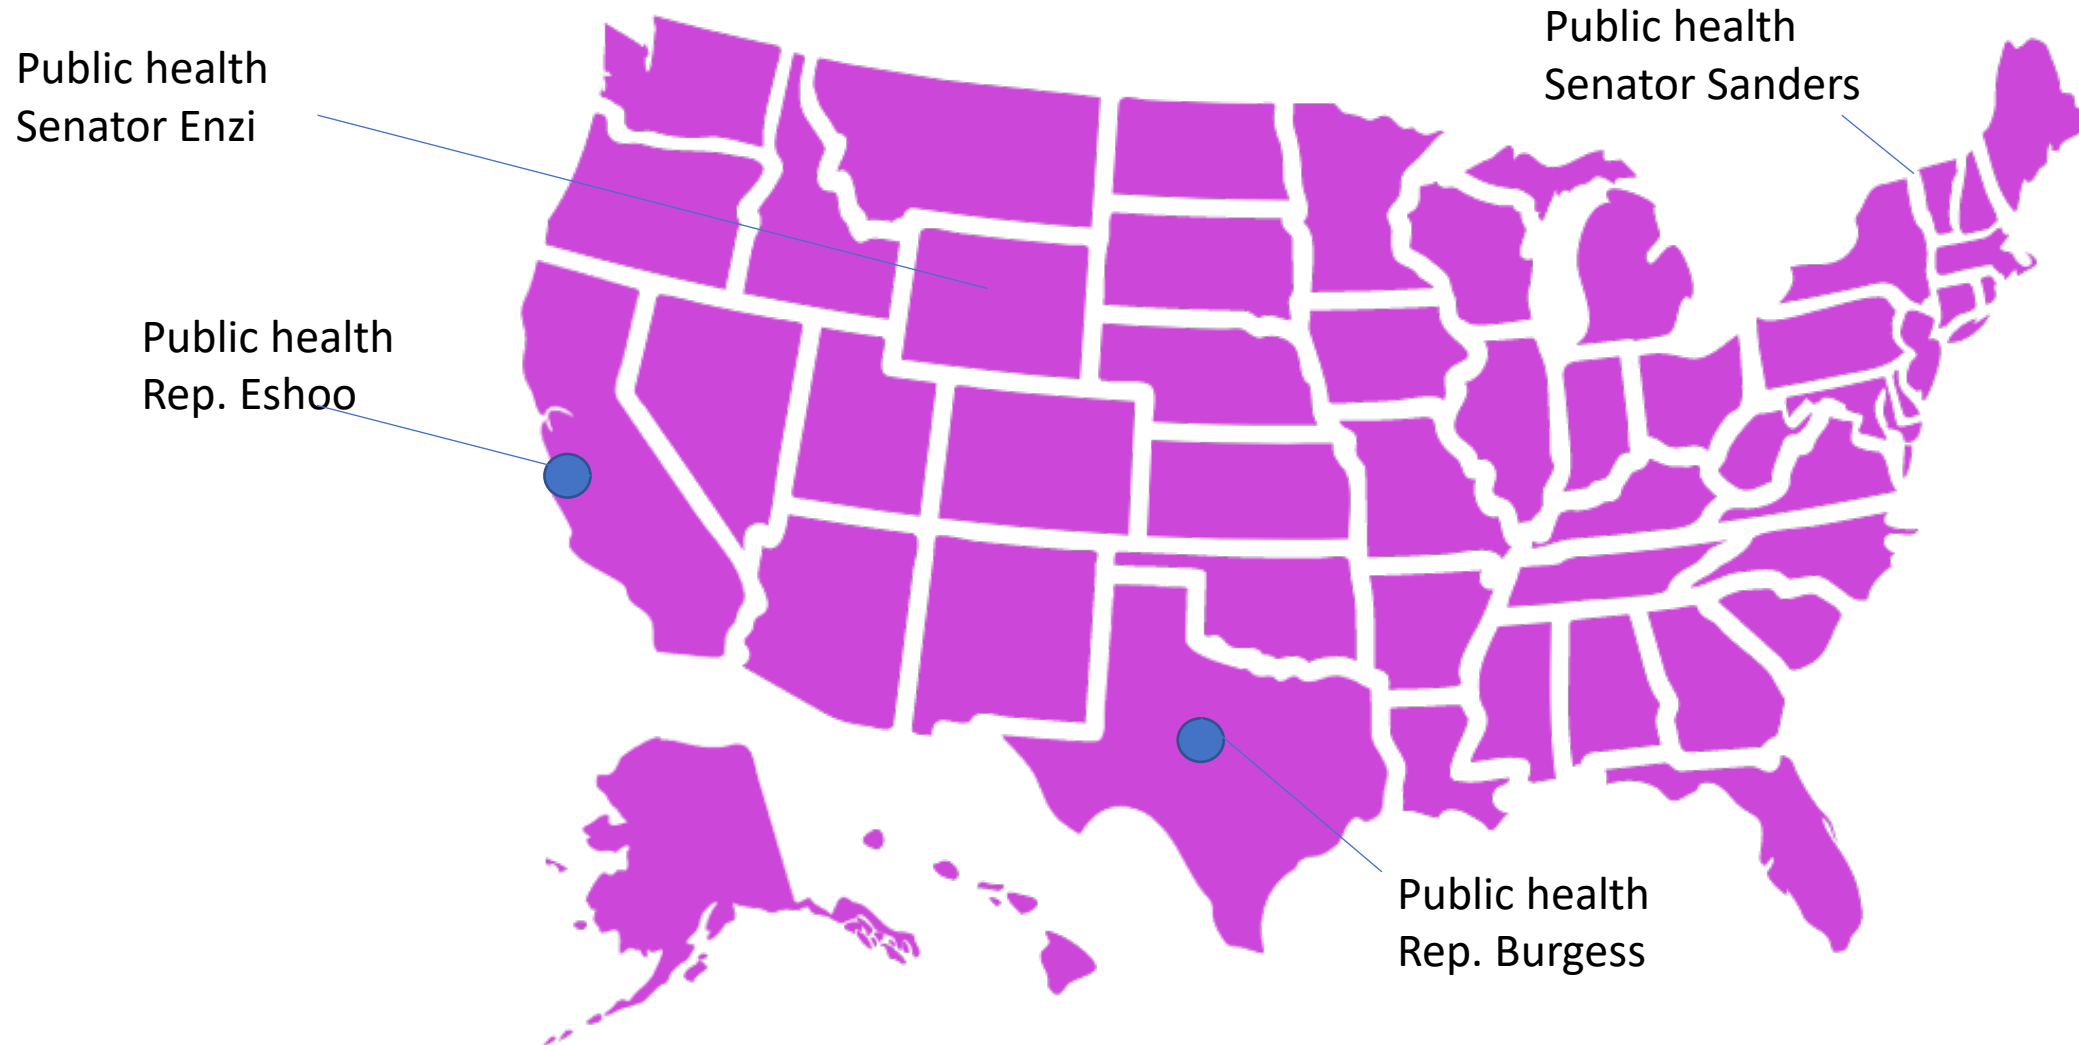 Public health
Senator Enzi
Public health
Senator Sanders
Public health
Rep. Eshoo
Public health
Rep. Burgess